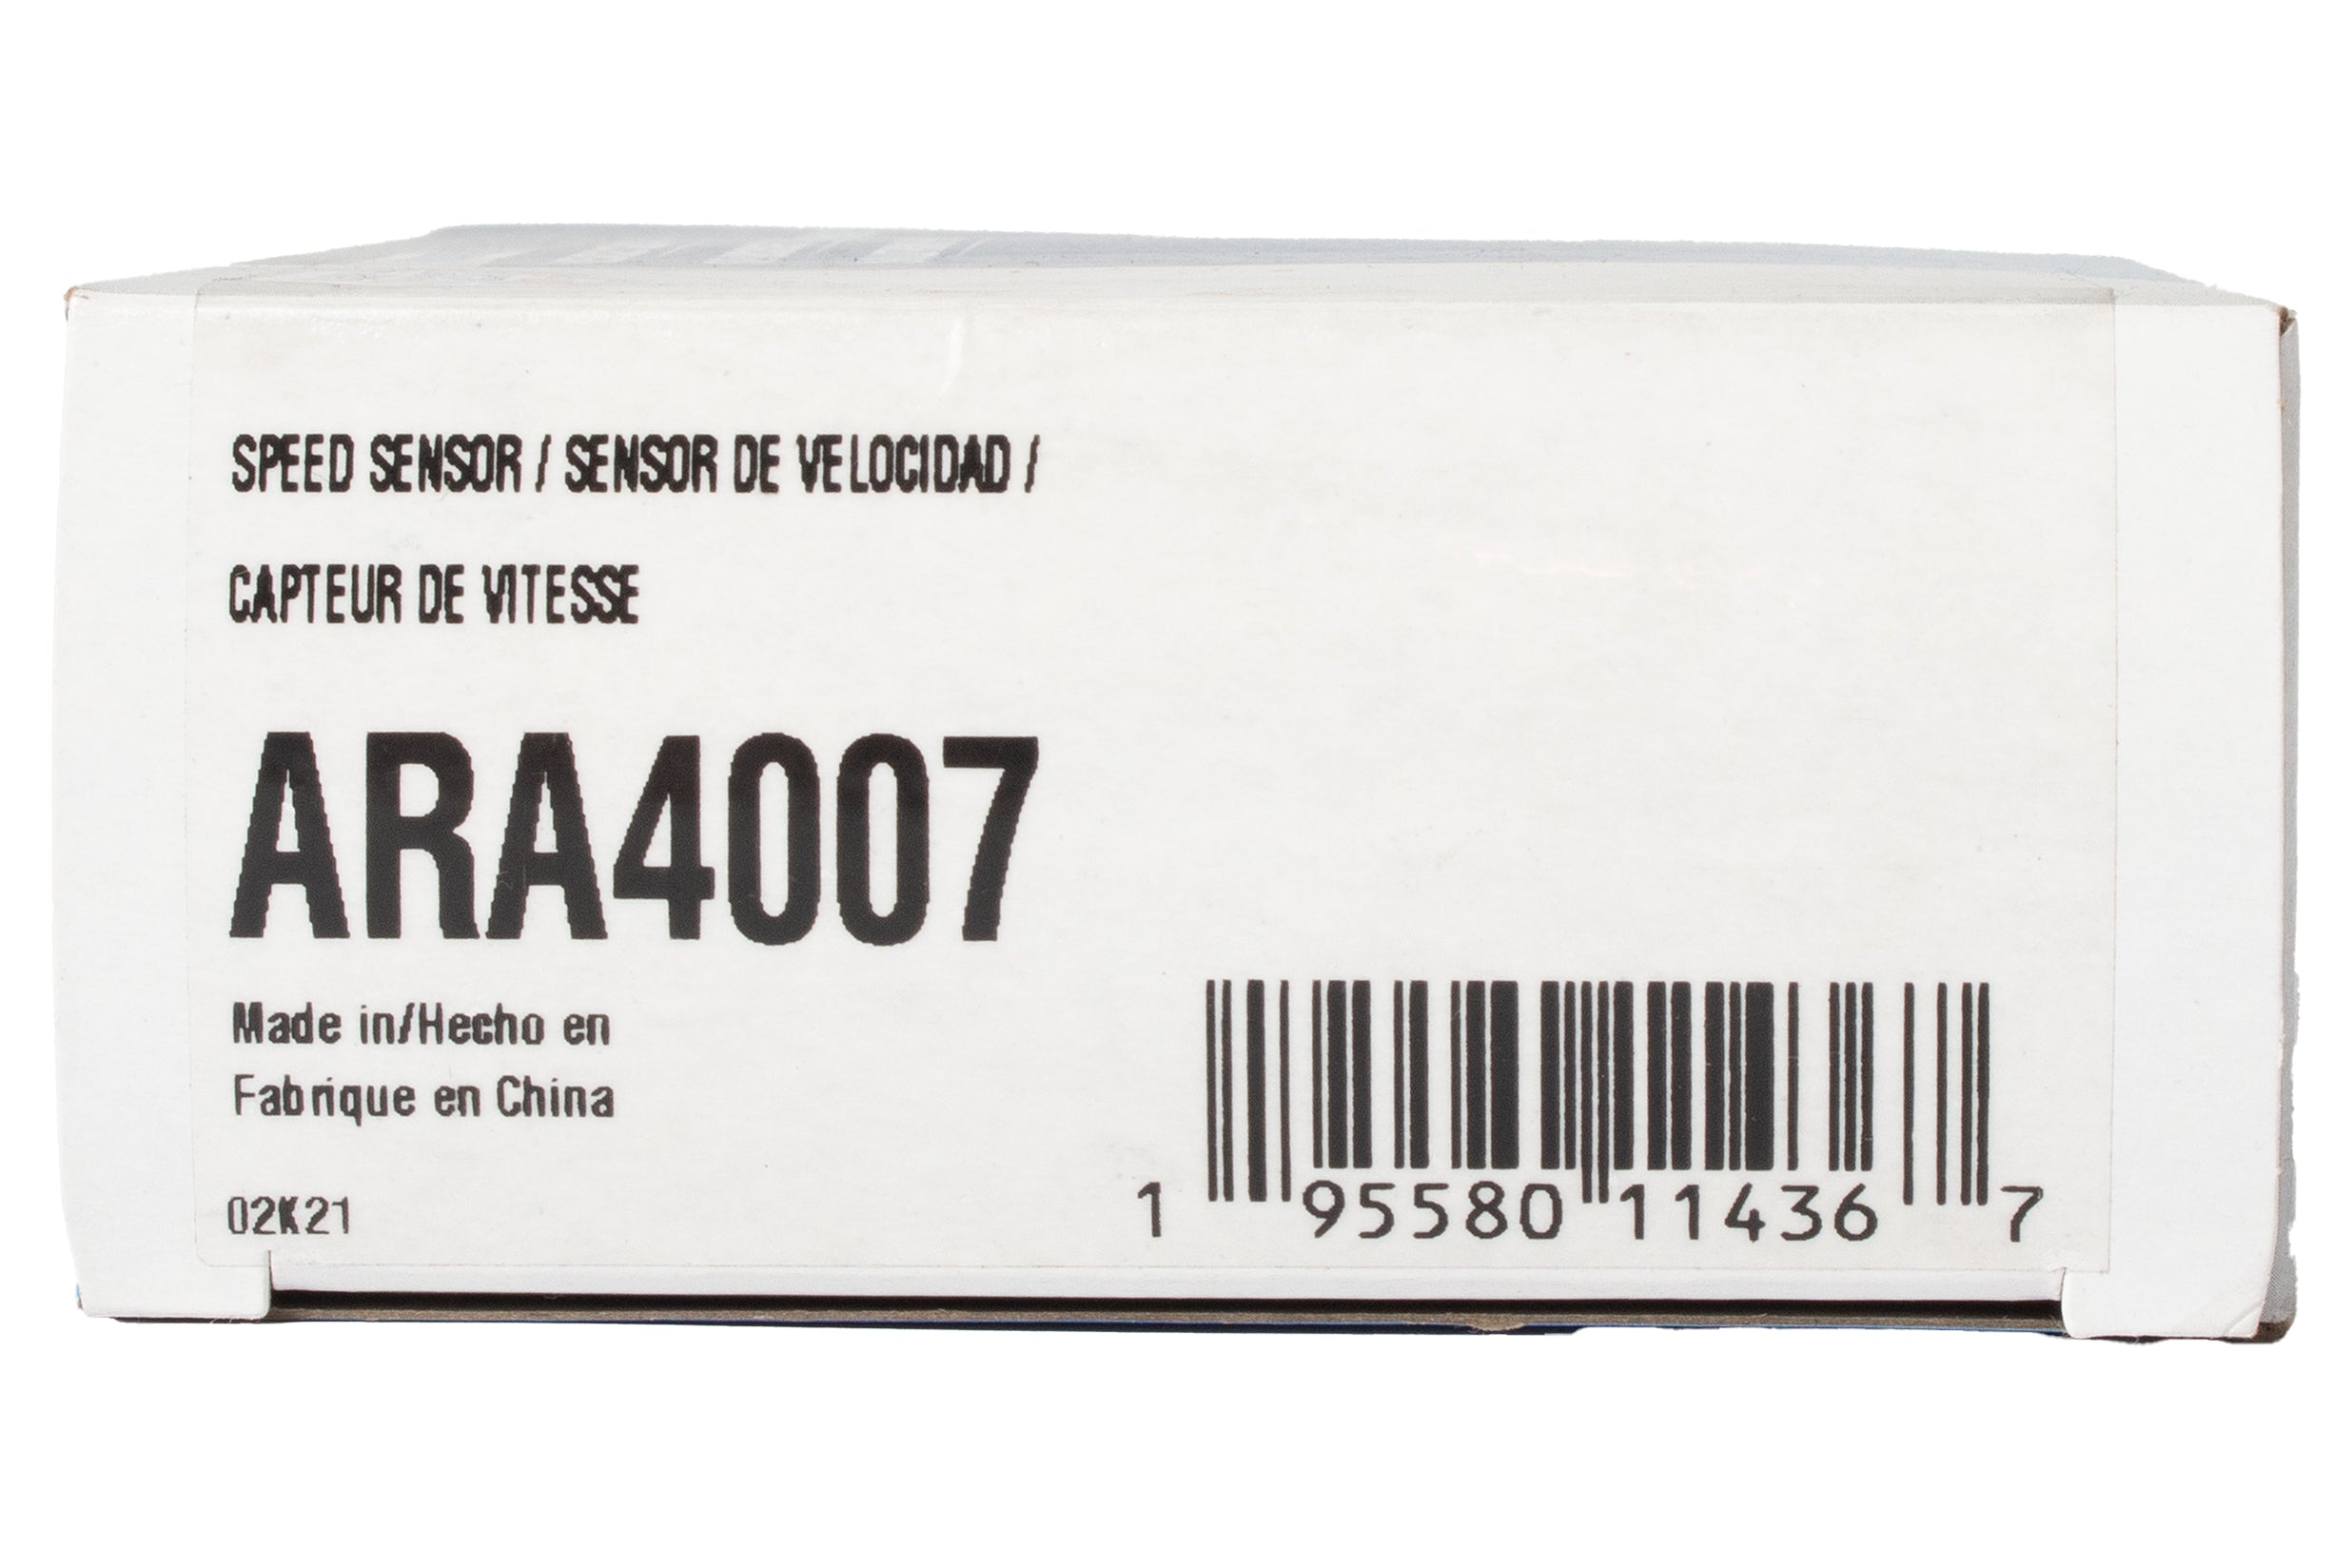 SPEED SENSOR / SENSOR DE VELOCIDAD /
CAPTEUR DE VITESSE
ARA4007
Made in/Hecho en
Fabrique en China
02K21
1 95580 11436 7